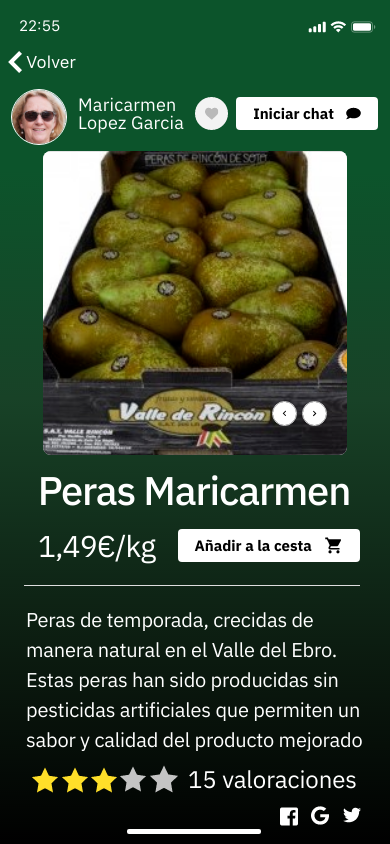 22:55
Volver
Maricarmen
Lopez Garcia
Iniciar chat
PERAS DE RINCÓN DE SOTO
Valle de Rincón
S.A.T. VALLE RINCÓN
Peras Maricarmen
1,49€/kg
Añadir a la cesta
Peras de temporada, crecidas de
manera natural en el Valle del Ebro.
Estas peras han sido producidas sin
pesticidas artificiales que permiten un
sabor y calidad del producto mejorado
15 valoraciones